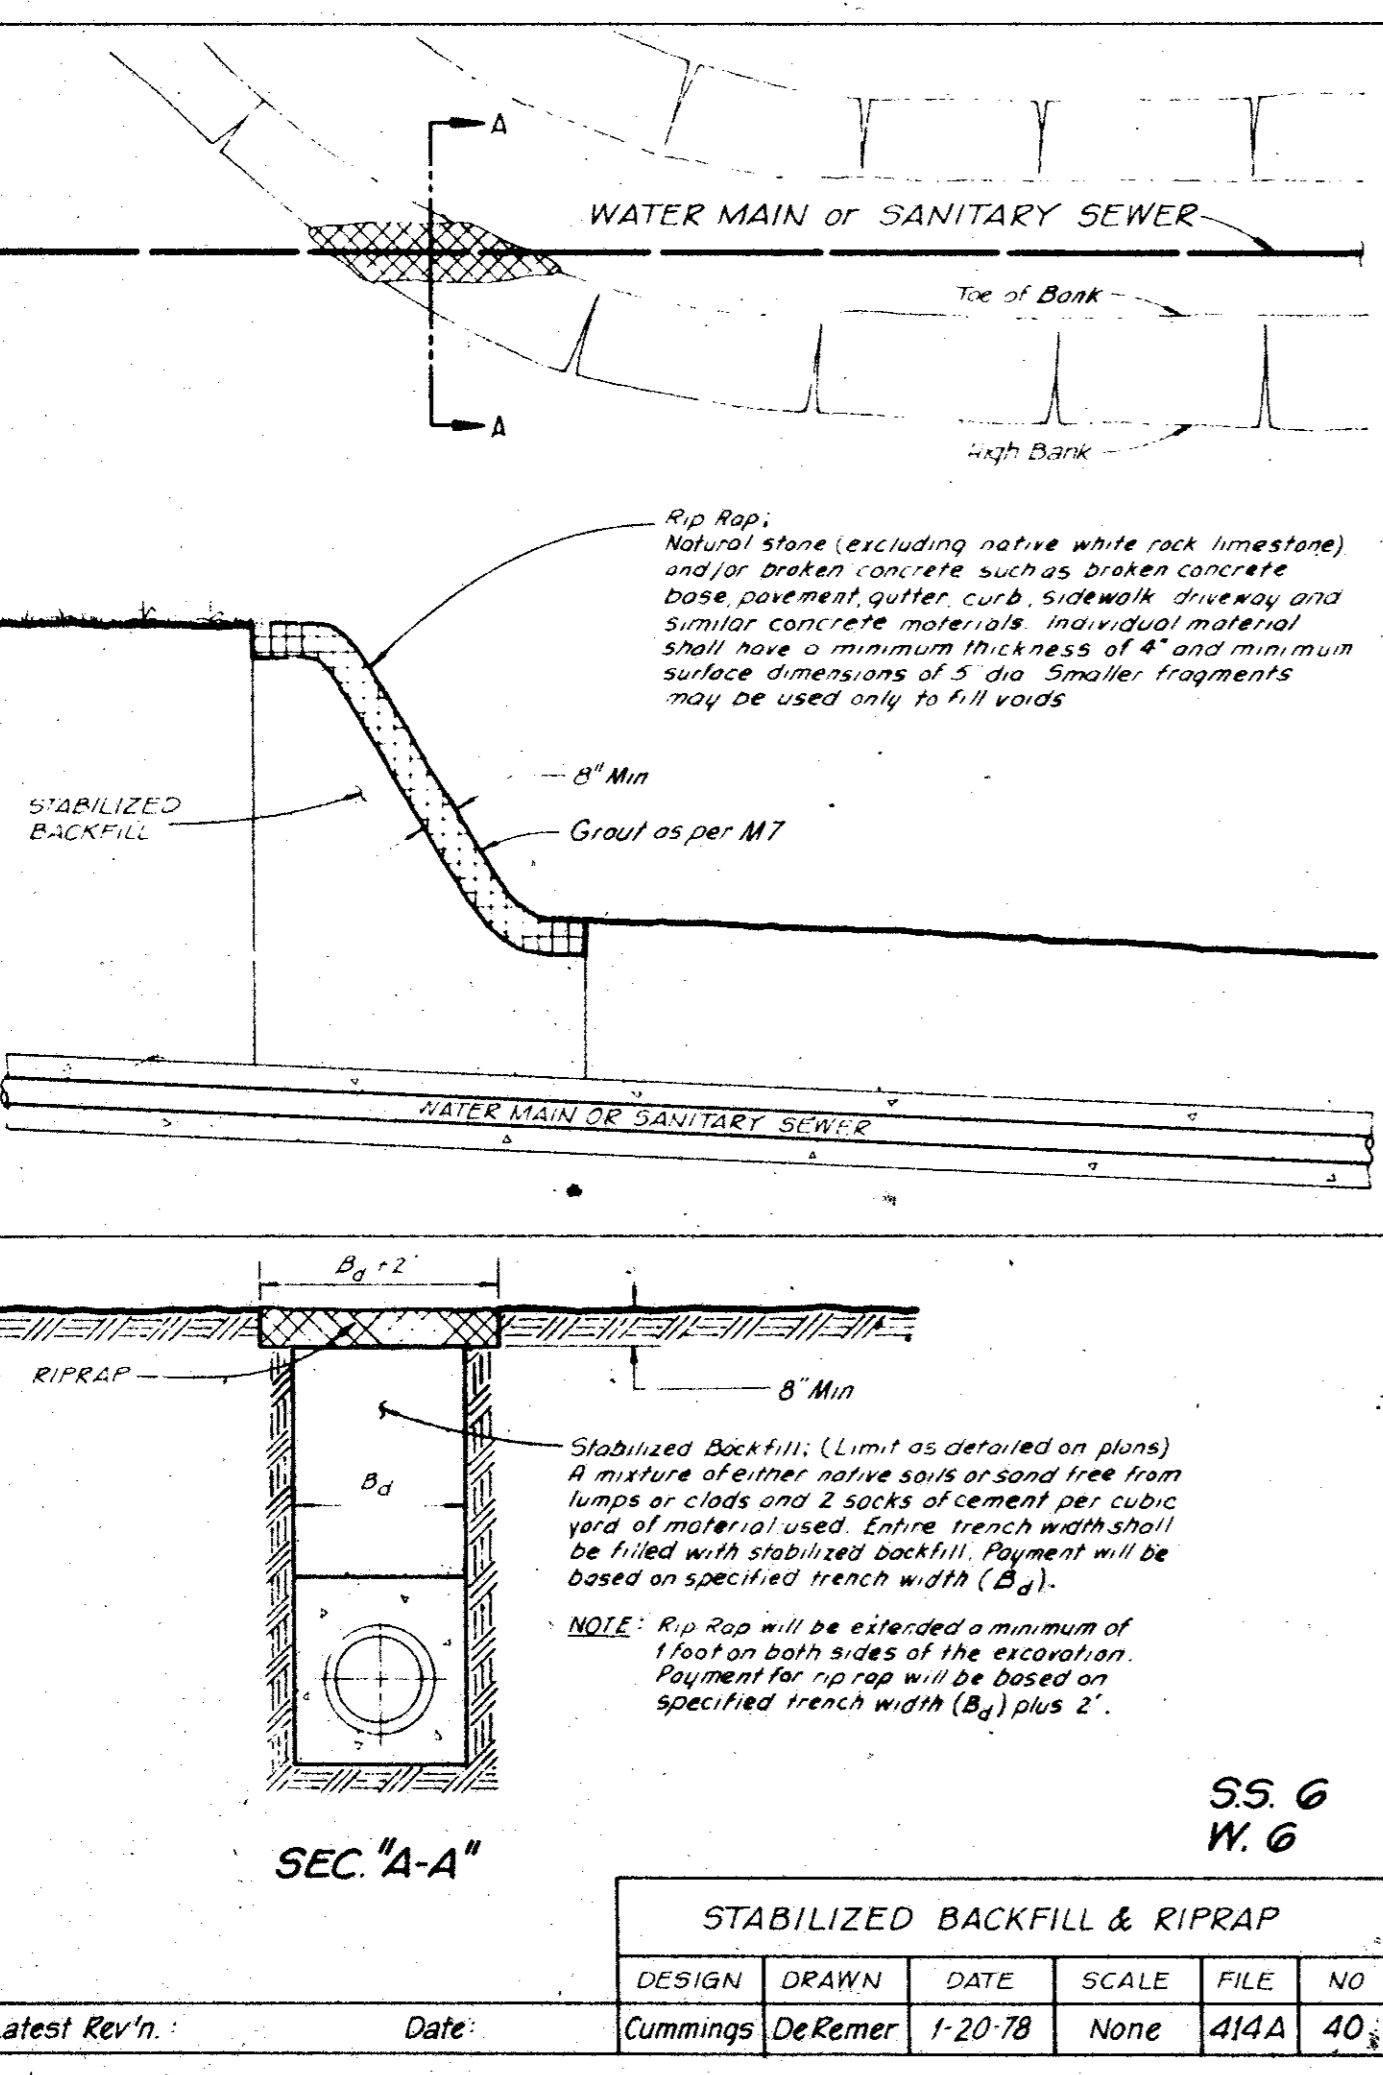 A
WATER MAIN or SANITARY SEWER
Toe of Bank
A
High Bank
Rip Rap;
Natural stone (excluding native white rock limestone)
and/or broken concrete such as broken concrete
base, pavement, gutter, curb, sidewalk driveway and
similar concrete materials. Individual material
shall have a minimum thickness of 4" and minimum
surface dimensions of 5" dia Smaller fragments
may be used only to fill voids
8" Min
STABILIZED
BACKFILL
Grout as per M7
WATER MAIN OR SANITARY SEWER
Bd + 2'
RIPRAP
8" Min
Stabilized Backfill; (Limit as detailed on plans)
A mixture of either native soils or sand free from
lumps or clods and 2 sacks of cement per cubic
yard of material used. Entire trench width shall
be filled with stabilized backfill. Payment will be
based on specified trench width (Bd).
Bd
NOTE: Rip Rap will be extended a minimum of
1 foot on both sides of the excavation.
Payment for rip rap will be based on
specified trench width (Bd) plus 2'.
SEC. "A-A"
S.S. 6
W. 6
STABILIZED BACKFILL & RIPRAP
DESIGN DRAWN DATE SCALE FILE NO
atest Rev'n.: Date: Cummings DeRemer 1-20-78 None 414A 40